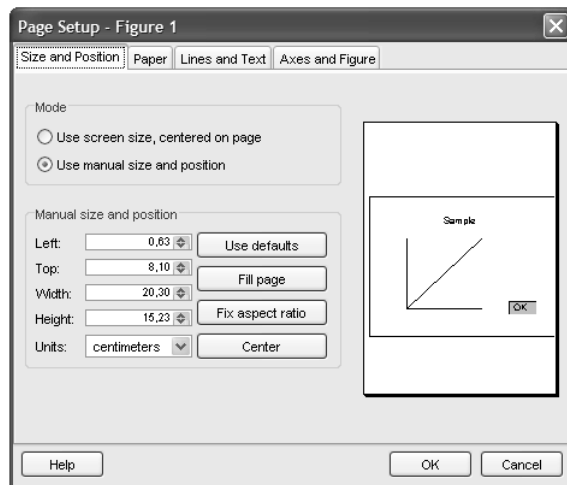 Page Setup - Figure 1
Size and Position Paper Lines and Text Axes and Figure
Mode
Use screen size, centered on page
Use manual size and position
Manual size and position
Left: 0,63 Use defaults
Top: 8,10 Fill page
Width: 20,30 Fix aspect ratio
Height: 15,23 Center
Units: centimeters
Sample
OK
Help OK Cancel